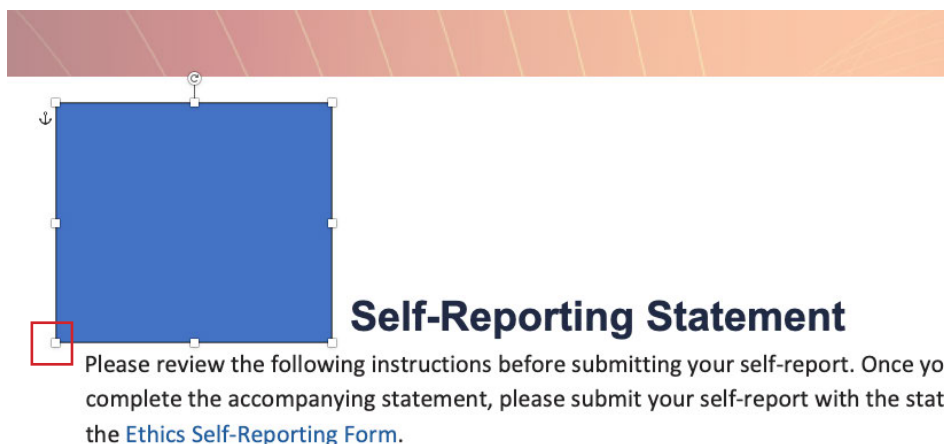 Self-Reporting Statement
Please review the following instructions before submitting your self-report. Once yo
complete the accompanying statement, please submit your self-report with the stat
the Ethics Self-Reporting Form.